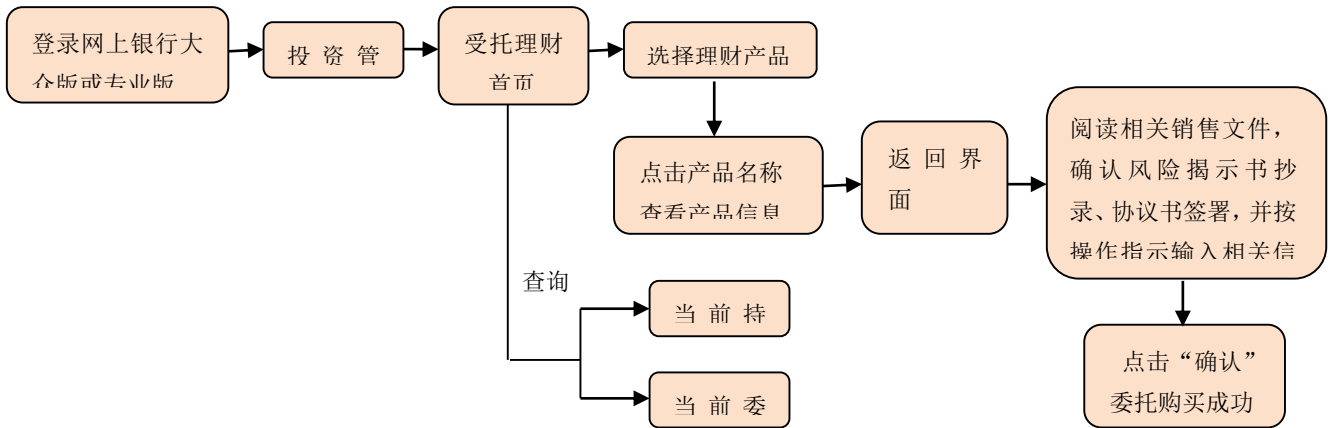 登录网上银行大
众版或专业版
投资管
受托理财
首页
选择理财产品
点击产品名称
查看产品信息
返回界
面
阅读相关销售文件，
确认风险揭示书抄
录、协议书签署，并按
操作指示输入相关信
点击“确认”
委托购买成功
查询
当前持
当前委